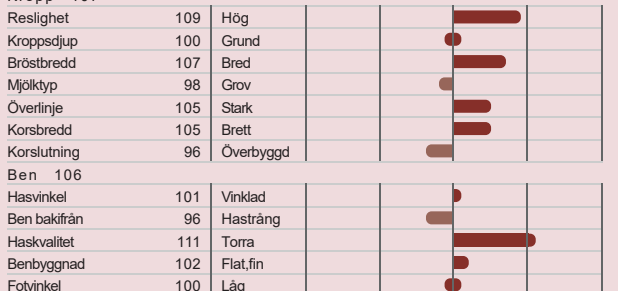 Reslighet 109 Hög
Kroppsdjup 100 Grund
Bröstbredd 107 Bred
Mjölktyp 98 Grov
Överlinje 105 Stark
Korsbredd 105 Brett
Korslutning 96 Överbyggd
Ben 106
Hasvinkel 101 Vinklad
Ben bakifrån 96 Hastrång
Haskvalitet 111 Torra
Benbyggnad 102 Flat,fin
Fotvinkel 100 Låg